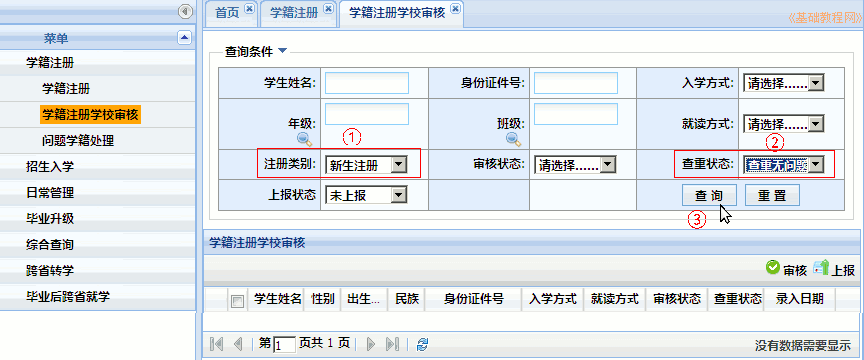 首页 学籍注册 学籍注册学校审核 《基础教程网》
菜单
学籍注册
学籍注册
学籍注册学校审核
问题学籍处理
招生入学
日常管理
毕业升级
综合查询
跨省转学
毕业后跨省就学
查询条件
学生姓名: 身份证件号: 入学方式: 请选择......
年级: ① 班级: 就读方式: 请选择......
②
注册类别: 新生注册 审核状态: 请选择...... 查重状态: 查重无问题
上报状态 未上报 查 询 重 置
③
学籍注册学校审核
审核 上报
学生姓名 性别 出生... 民族 身份证件号 入学方式 就读方式 审核状态 查重状态 录入日期
第 1 页共 1 页 没有数据需要显示